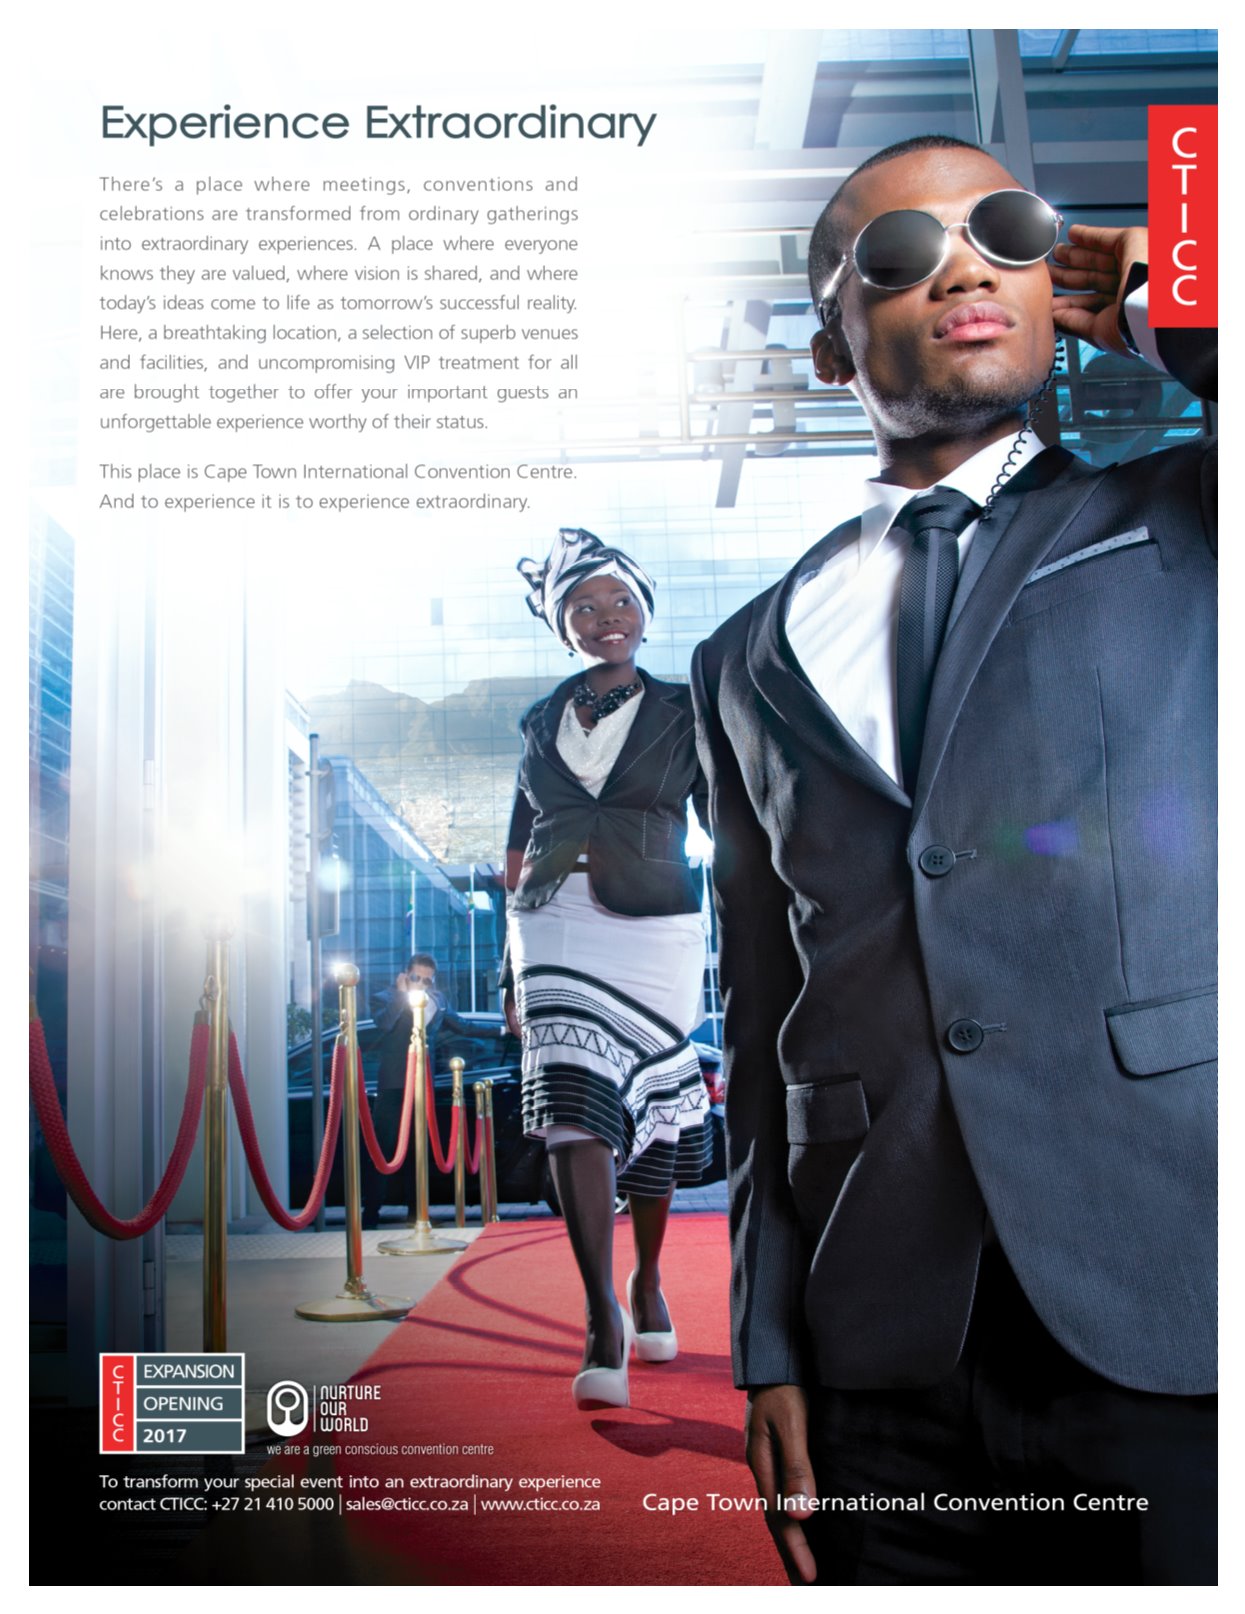 Experience Extraordinary
There's a place where meetings, conventions and
celebrations are transformed from ordinary gatherings
into extraordinary experiences. A place where everyone
knows they are valued, where vision is shared, and where
today's ideas come to life as tomorrow's successful reality.
Here, a breathtaking location, a selection of superb venues
and facilities, and uncompromising VIP treatment for all
are brought together to offer your important guests an
unforgettable experience worthy of their status.
This place is Cape Town International Convention Centre.
And to experience it is to experience extraordinary.
CTICC
CTICC
EXPANSION
OPENING
2017
NURTURE
OUR
WORLD
we are a green conscious convention centre
To transform your special event into an extraordinary experience
contact CTICC: +27 21 410 5000 | sales@cticc.co.za | www.cticc.co.za
Cape Town International Convention Centre